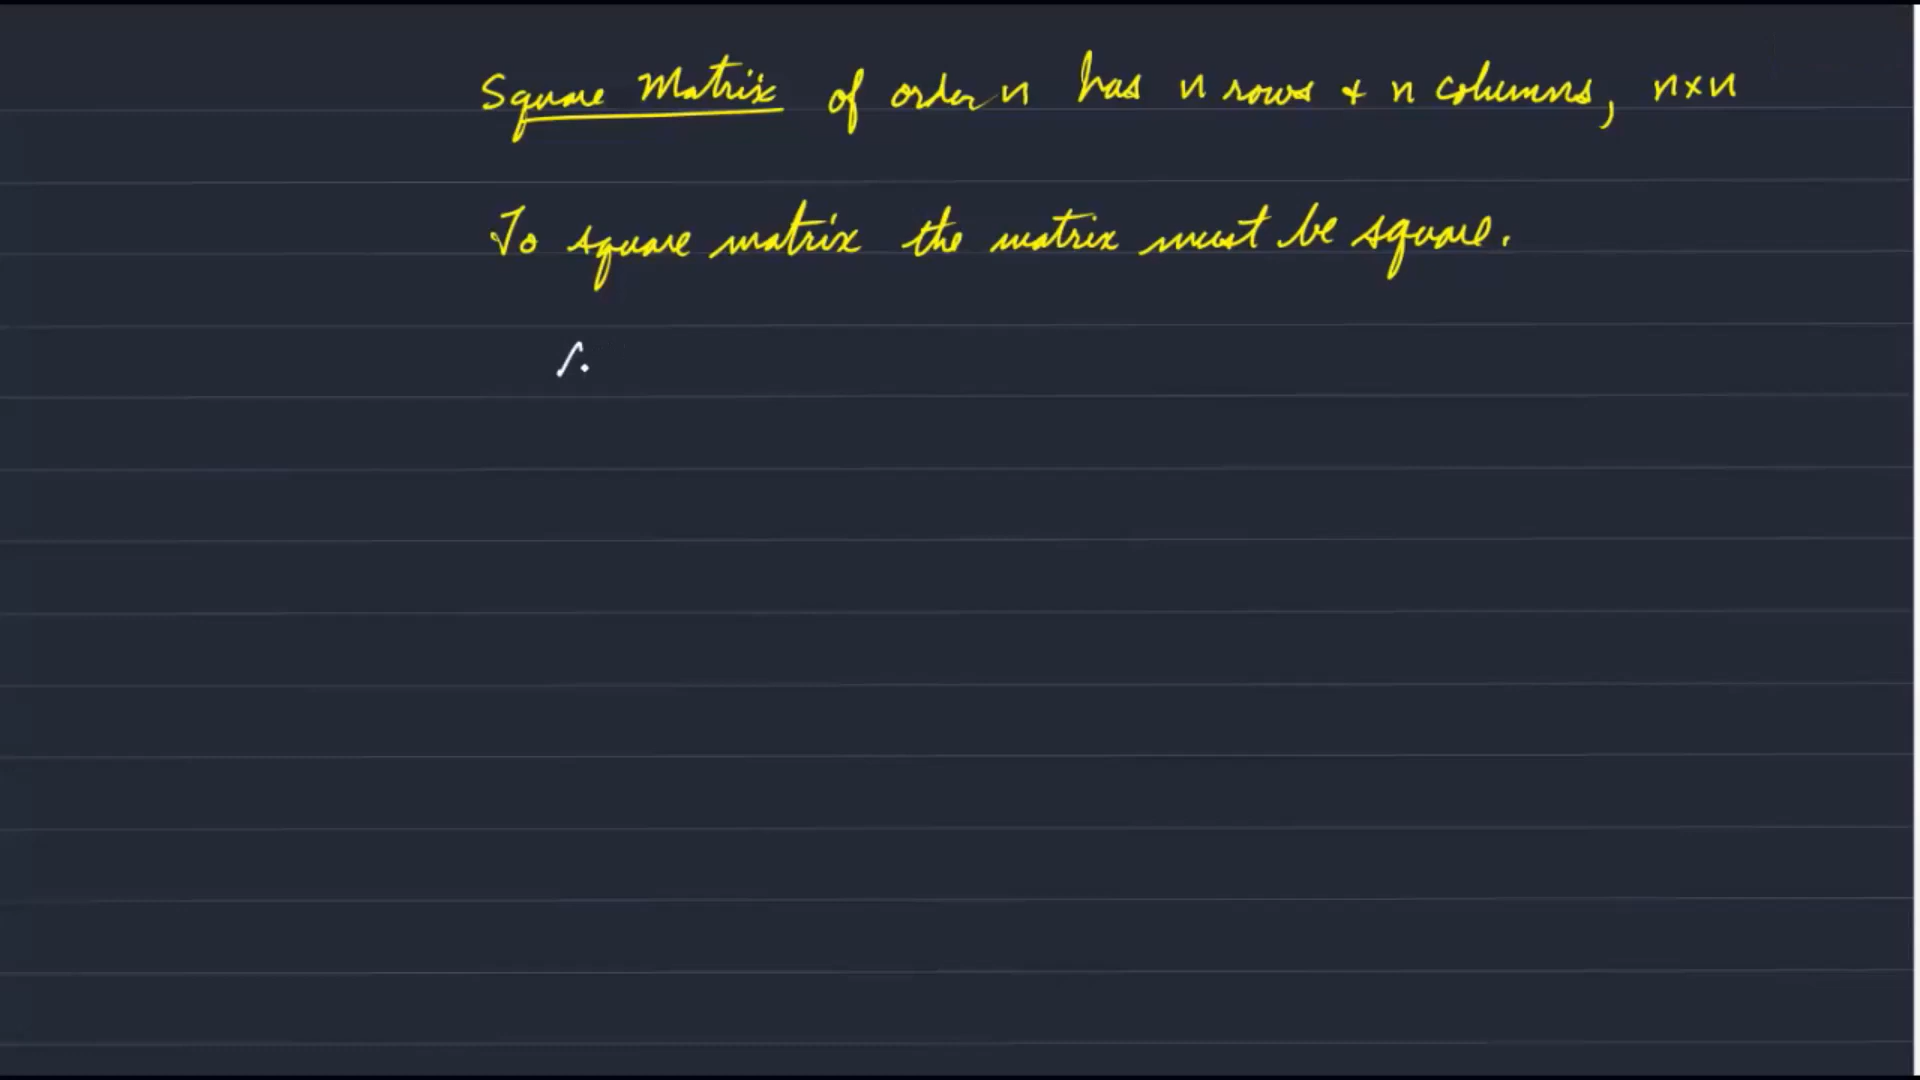 Square Matrix of order n has n rows + n columns, n×n
To square matrix the matrix must be square.